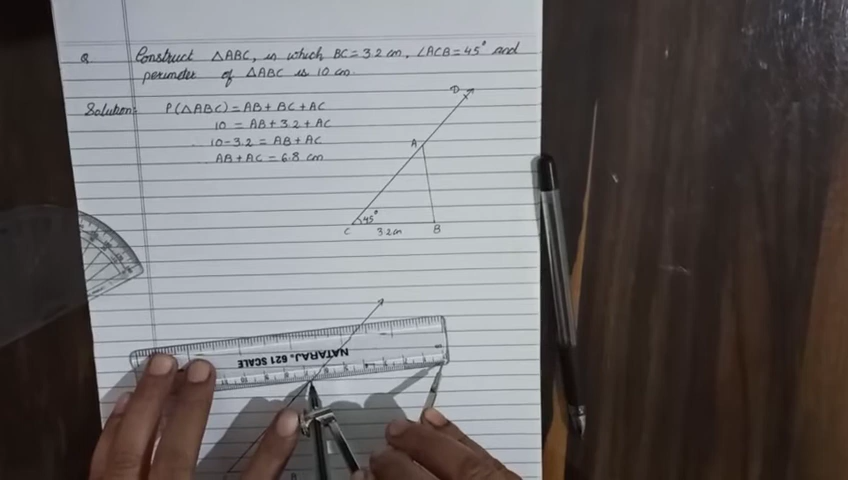 Q Construct △ABC, in which BC = 3.2 cm, ∠ACB = 45° and
perimeter of △ABC is 10 cm.
Solution:- P(△ABC) = AB + BC + AC
10 = AB + 3.2 + AC
10 - 3.2 = AB + AC
AB + AC = 6.8 cm
D
A
45°
C 3.2 cm B
NATARAJ. 621 SCALE